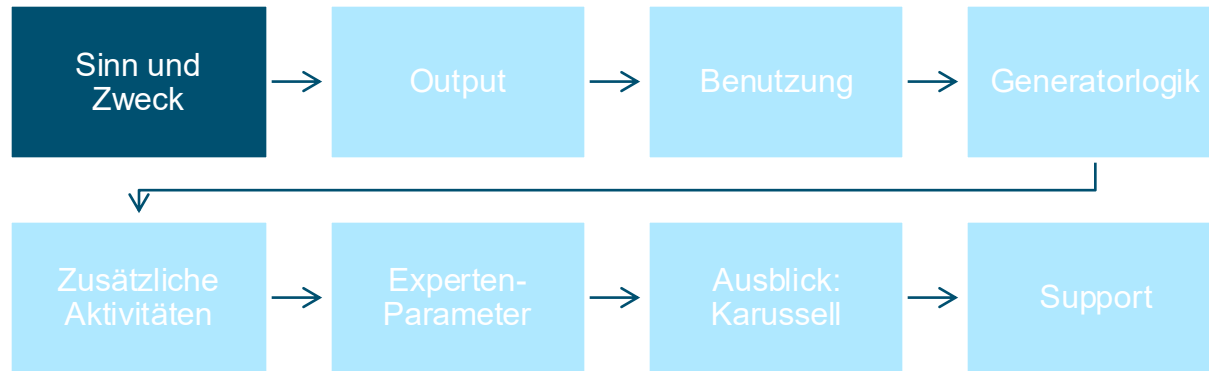 Sinn und
Zweck
Output
Benutzung
Generatorlogik
Zusätzliche
Aktivitäten
Experten-
Parameter
Ausblick:
Karussell
Support